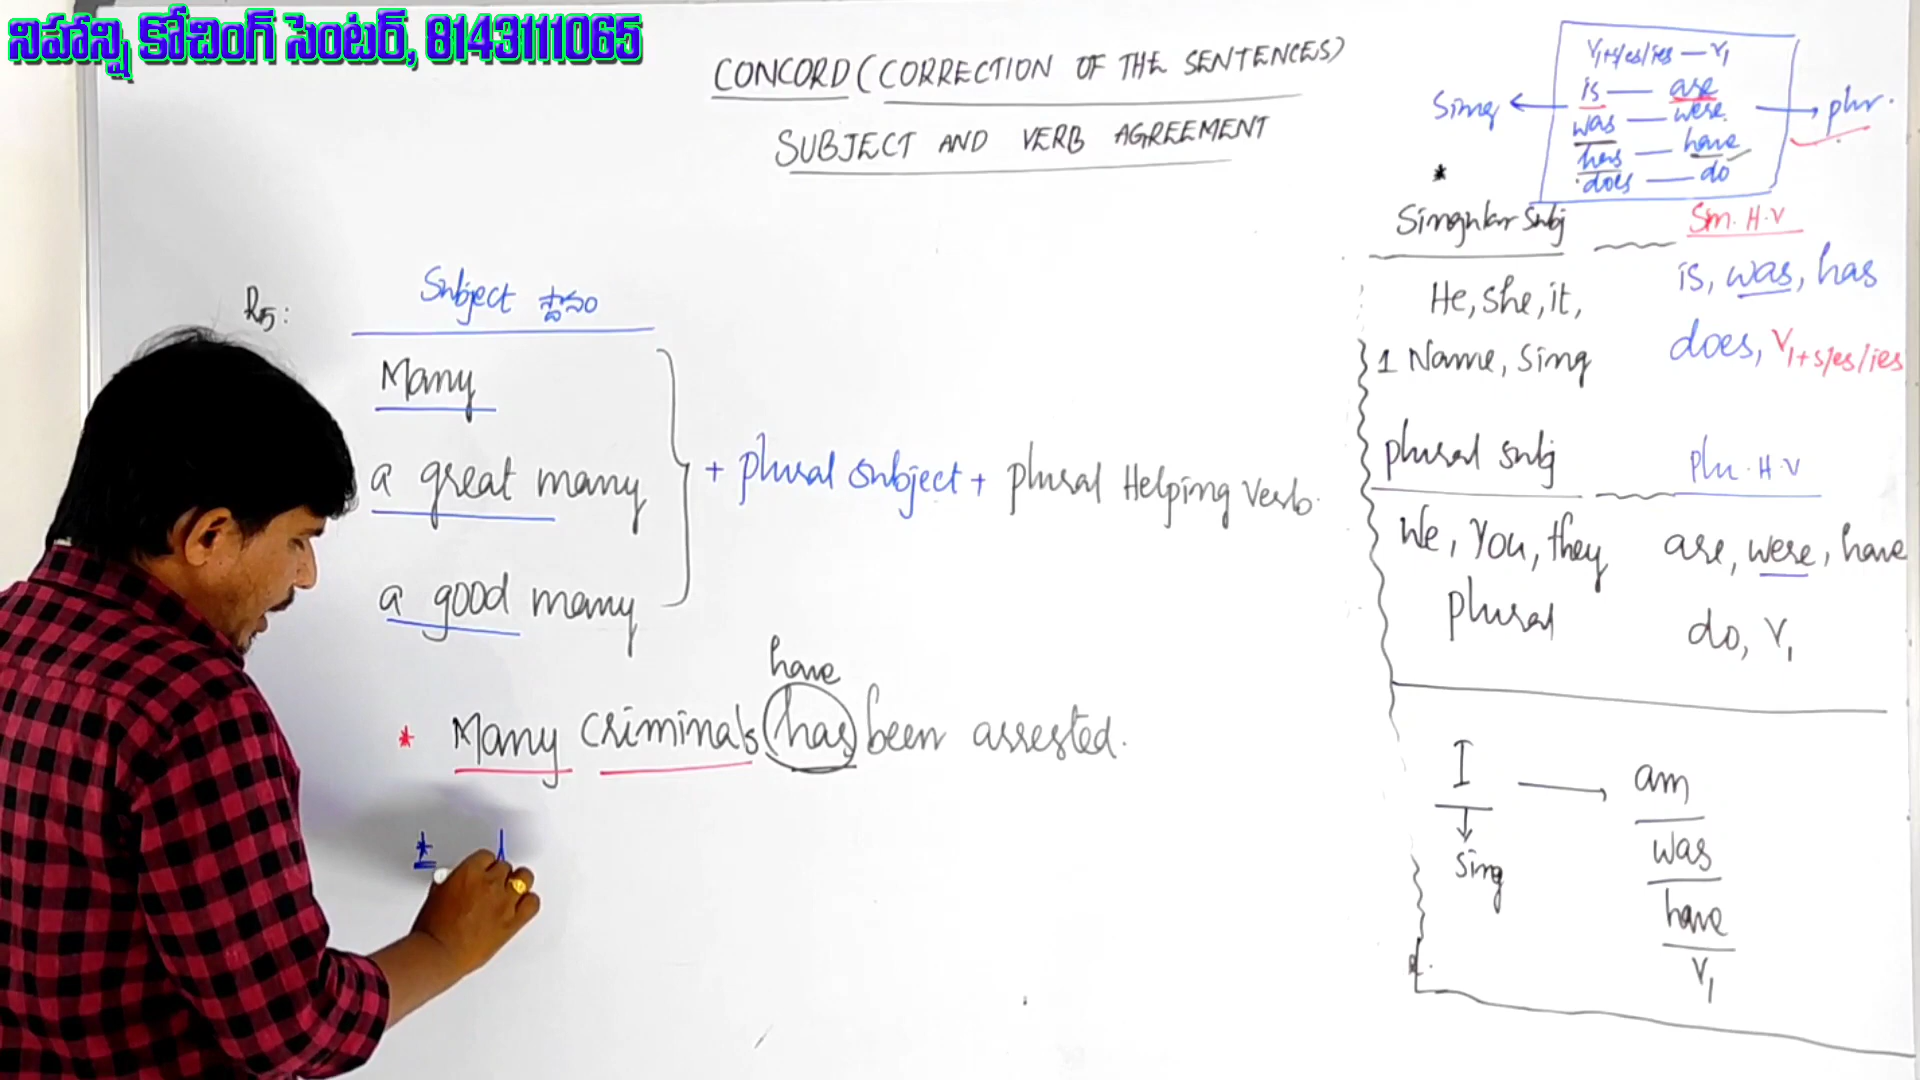 నిహాన్షి కోచింగ్ సెంటర్, 8143111065
CONCORD (CORRECTION OF THE SENTENCES)
SUBJECT AND VERB AGREEMENT
R5:
Subject స్థానం
Many
a great many
a good many
+ plural subject + plural Helping Verb.
have
* Many criminals has been arrested.
*
V1+s/es/ies — V1
is — are
was — were
has — have
does — do
Sing
plu.
*
Singular Subj
Sin. H.V
He, she, it,
is, was, has
1 Name, Sing
does, V1+s/es/ies
plural subj
plu. H.V
We, You, they
are, were, have
plural
do, V1
I
am
Sing
was
have
V1